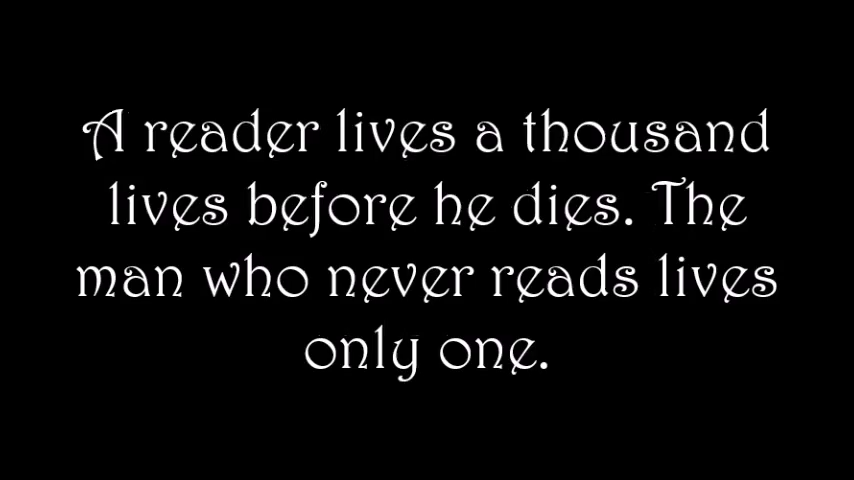 A reader lives a thousand
lives before he dies. The
man who never reads lives
only one.